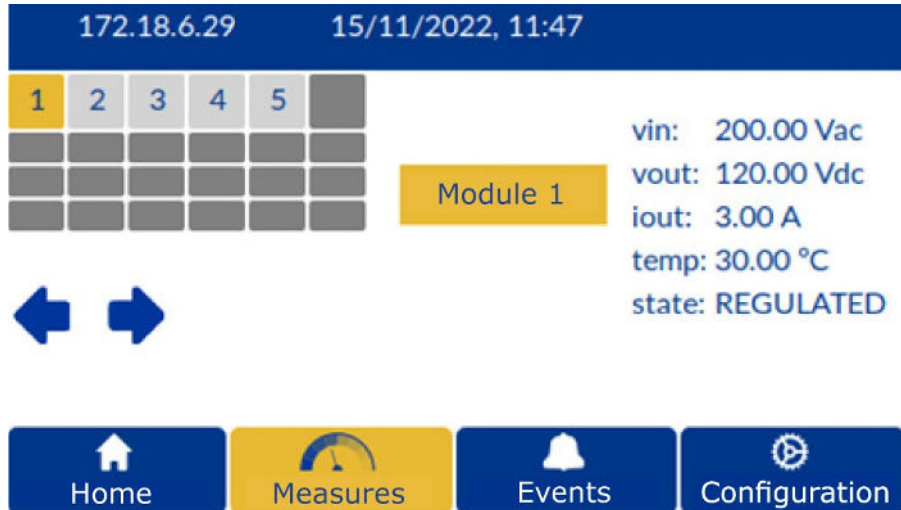 172.18.6.29 15/11/2022, 11:47
1 2 3 4 5
Module 1
vin: 200.00 Vac
vout: 120.00 Vdc
iout: 3.00 A
temp: 30.00 °C
state: REGULATED
Home Measures Events Configuration